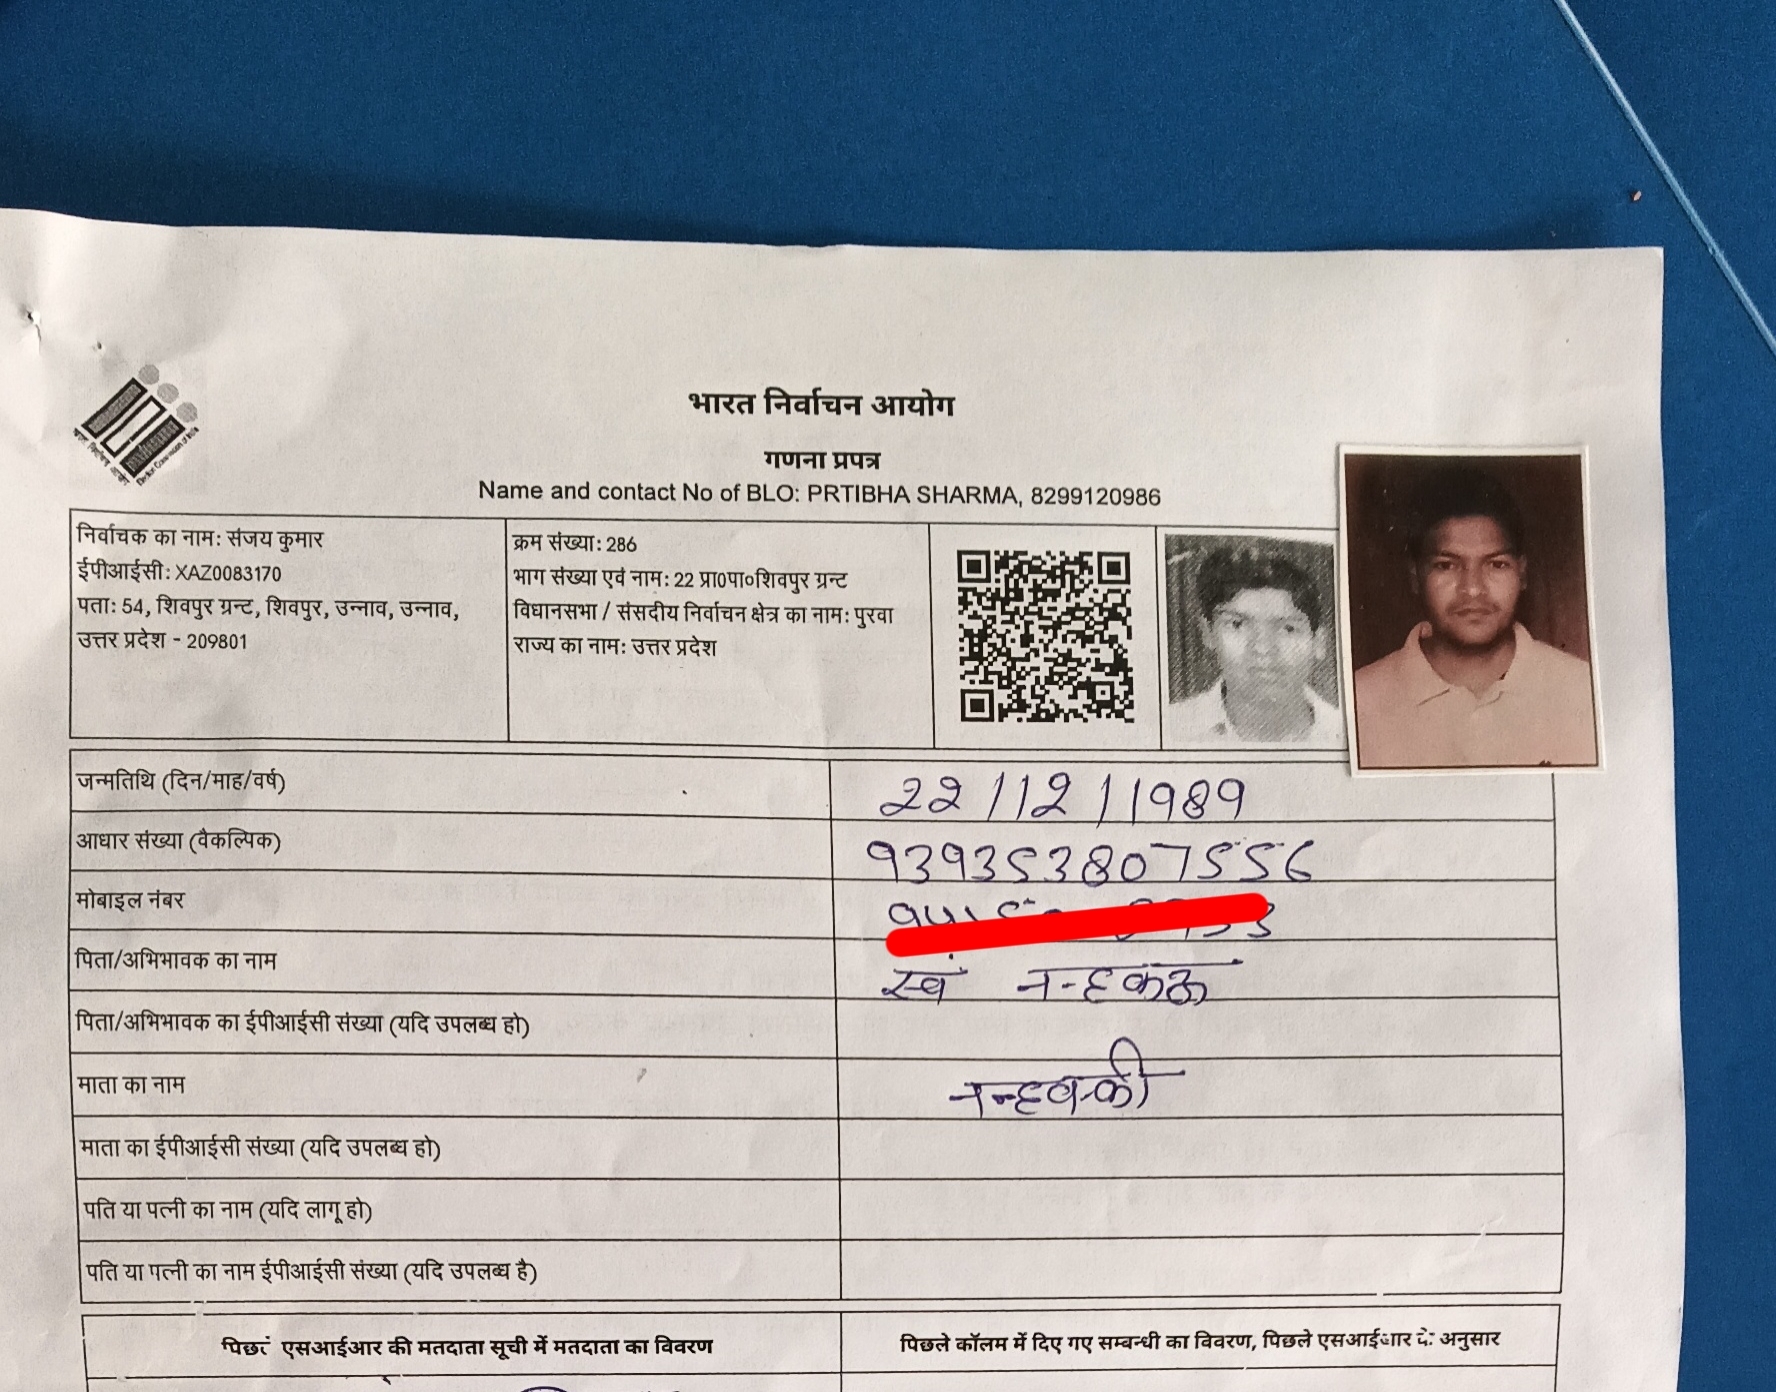 भारत निर्वाचन आयोग
गणना प्रपत्र
Name and contact No of BLO: PRTIBHA SHARMA, 8299120986
निर्वाचक का नाम: संजय कुमार
ईपीआईसी: XAZ0083170
पता: 54, शिवपुर ग्रन्ट, शिवपुर, उन्नाव, उन्नाव,
उत्तर प्रदेश - 209801
क्रम संख्या: 286
भाग संख्या एवं नाम: 22 प्रा0पा०शिवपुर ग्रन्ट
विधानसभा / संसदीय निर्वाचन क्षेत्र का नाम: पुरवा
राज्य का नाम: उत्तर प्रदेश
जन्मतिथि (दिन/माह/वर्ष) 22/12/1989
आधार संख्या (वैकल्पिक) 939353807556
मोबाइल नंबर
पिता/अभिभावक का नाम स्वं नन्हकऊ
पिता/अभिभावक का ईपीआईसी संख्या (यदि उपलब्ध हो)
माता का नाम
माता का ईपीआईसी संख्या (यदि उपलब्ध हो)
पति या पत्नी का नाम (यदि लागू हो)
पति या पत्नी का नाम ईपीआईसी संख्या (यदि उपलब्ध है)
एसआईआर की मतदाता सूची में मतदाता का विवरण
पिछले कॉलम में दिए गए सम्बन्धी का विवरण, पिछले एसआईआर के अनुसार